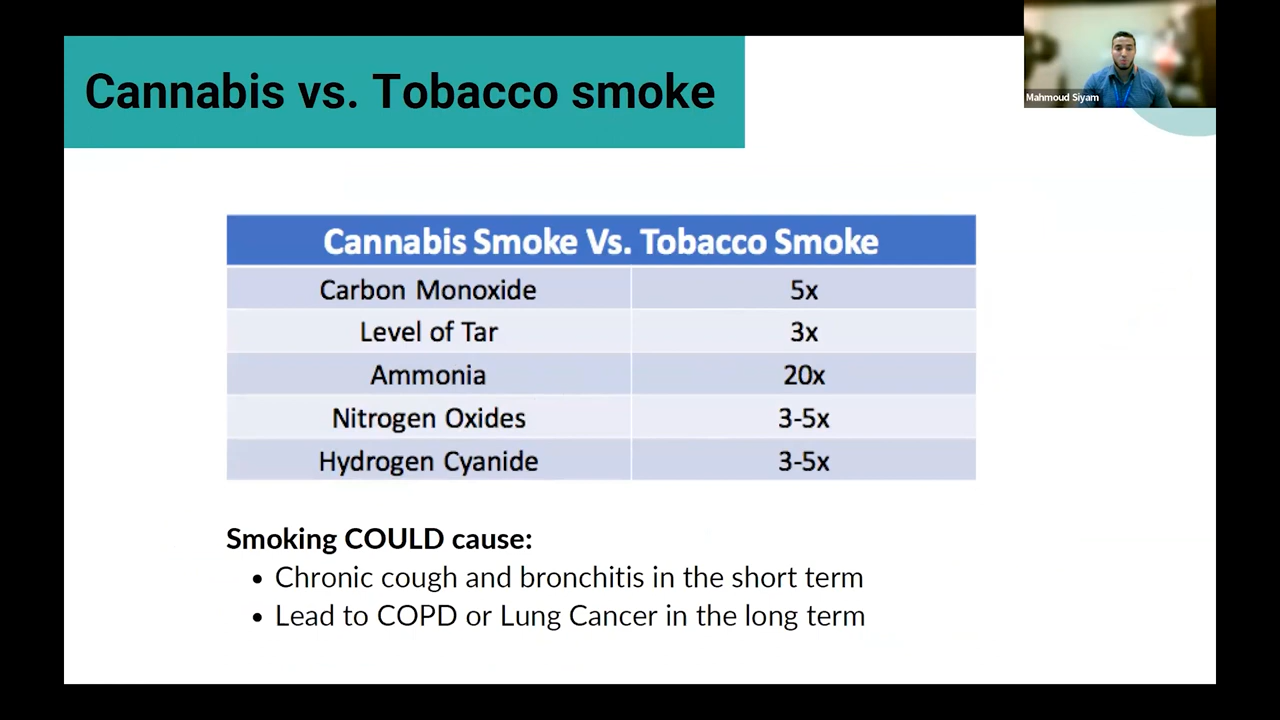 Cannabis vs. Tobacco smoke
Mahmoud Siyam
Cannabis Smoke Vs. Tobacco Smoke
Carbon Monoxide 5x
Level of Tar 3x
Ammonia 20x
Nitrogen Oxides 3-5x
Hydrogen Cyanide 3-5x
Smoking COULD cause:
• Chronic cough and bronchitis in the short term
• Lead to COPD or Lung Cancer in the long term